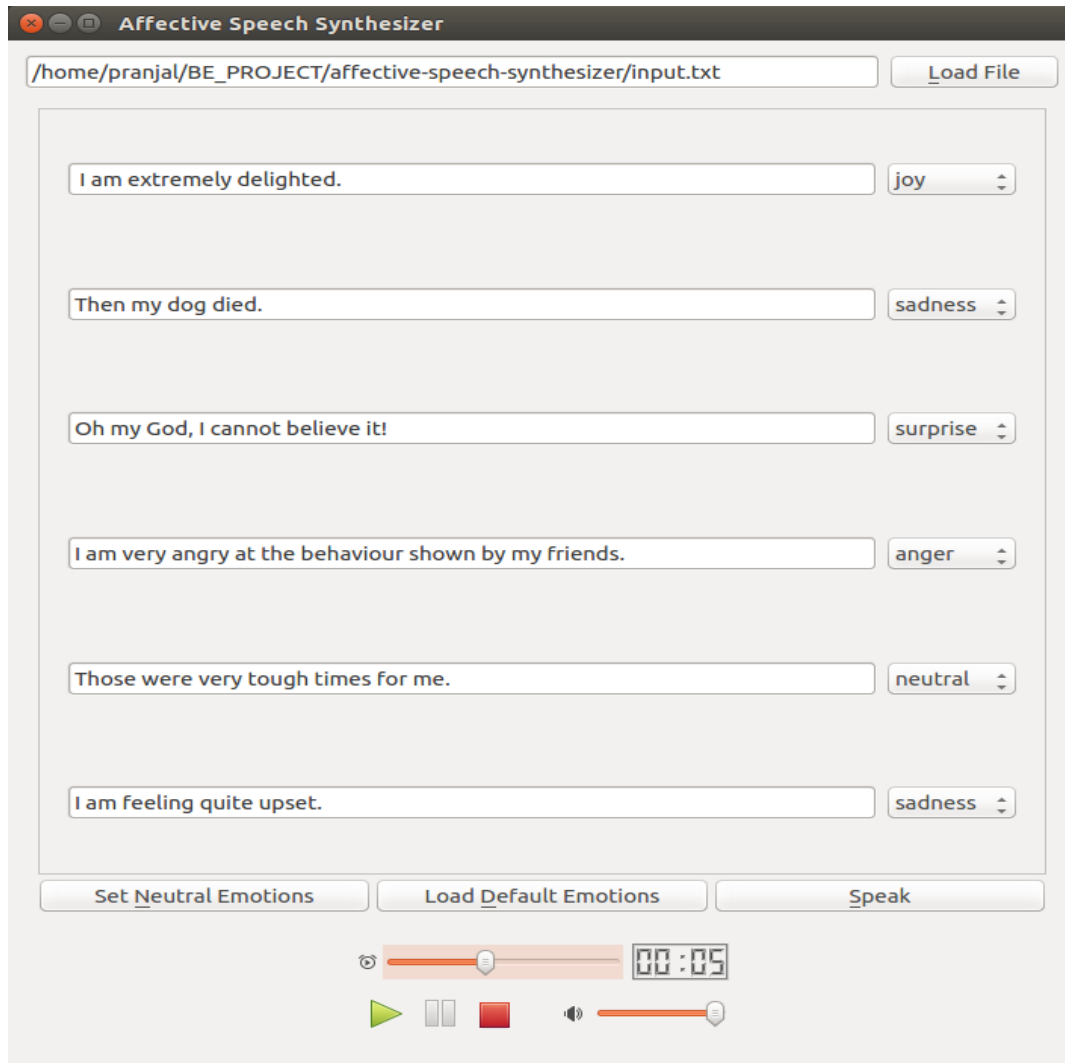 Affective Speech Synthesizer
/home/pranjal/BE_PROJECT/affective-speech-synthesizer/input.txt Load File
I am extremely delighted. joy
Then my dog died. sadness
Oh my God, I cannot believe it! surprise
I am very angry at the behaviour shown by my friends. anger
Those were very tough times for me. neutral
I am feeling quite upset. sadness
Set Neutral Emotions Load Default Emotions Speak
00:05